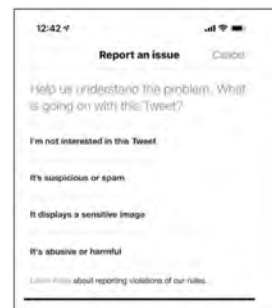 12:42
Report an issue Cancel
Help us understand the problem. What
is going on with this Tweet?
I'm not interested in this Tweet
It's suspicious or spam
It displays a sensitive image
It's abusive or harmful
Learn more about reporting violations of our rules.